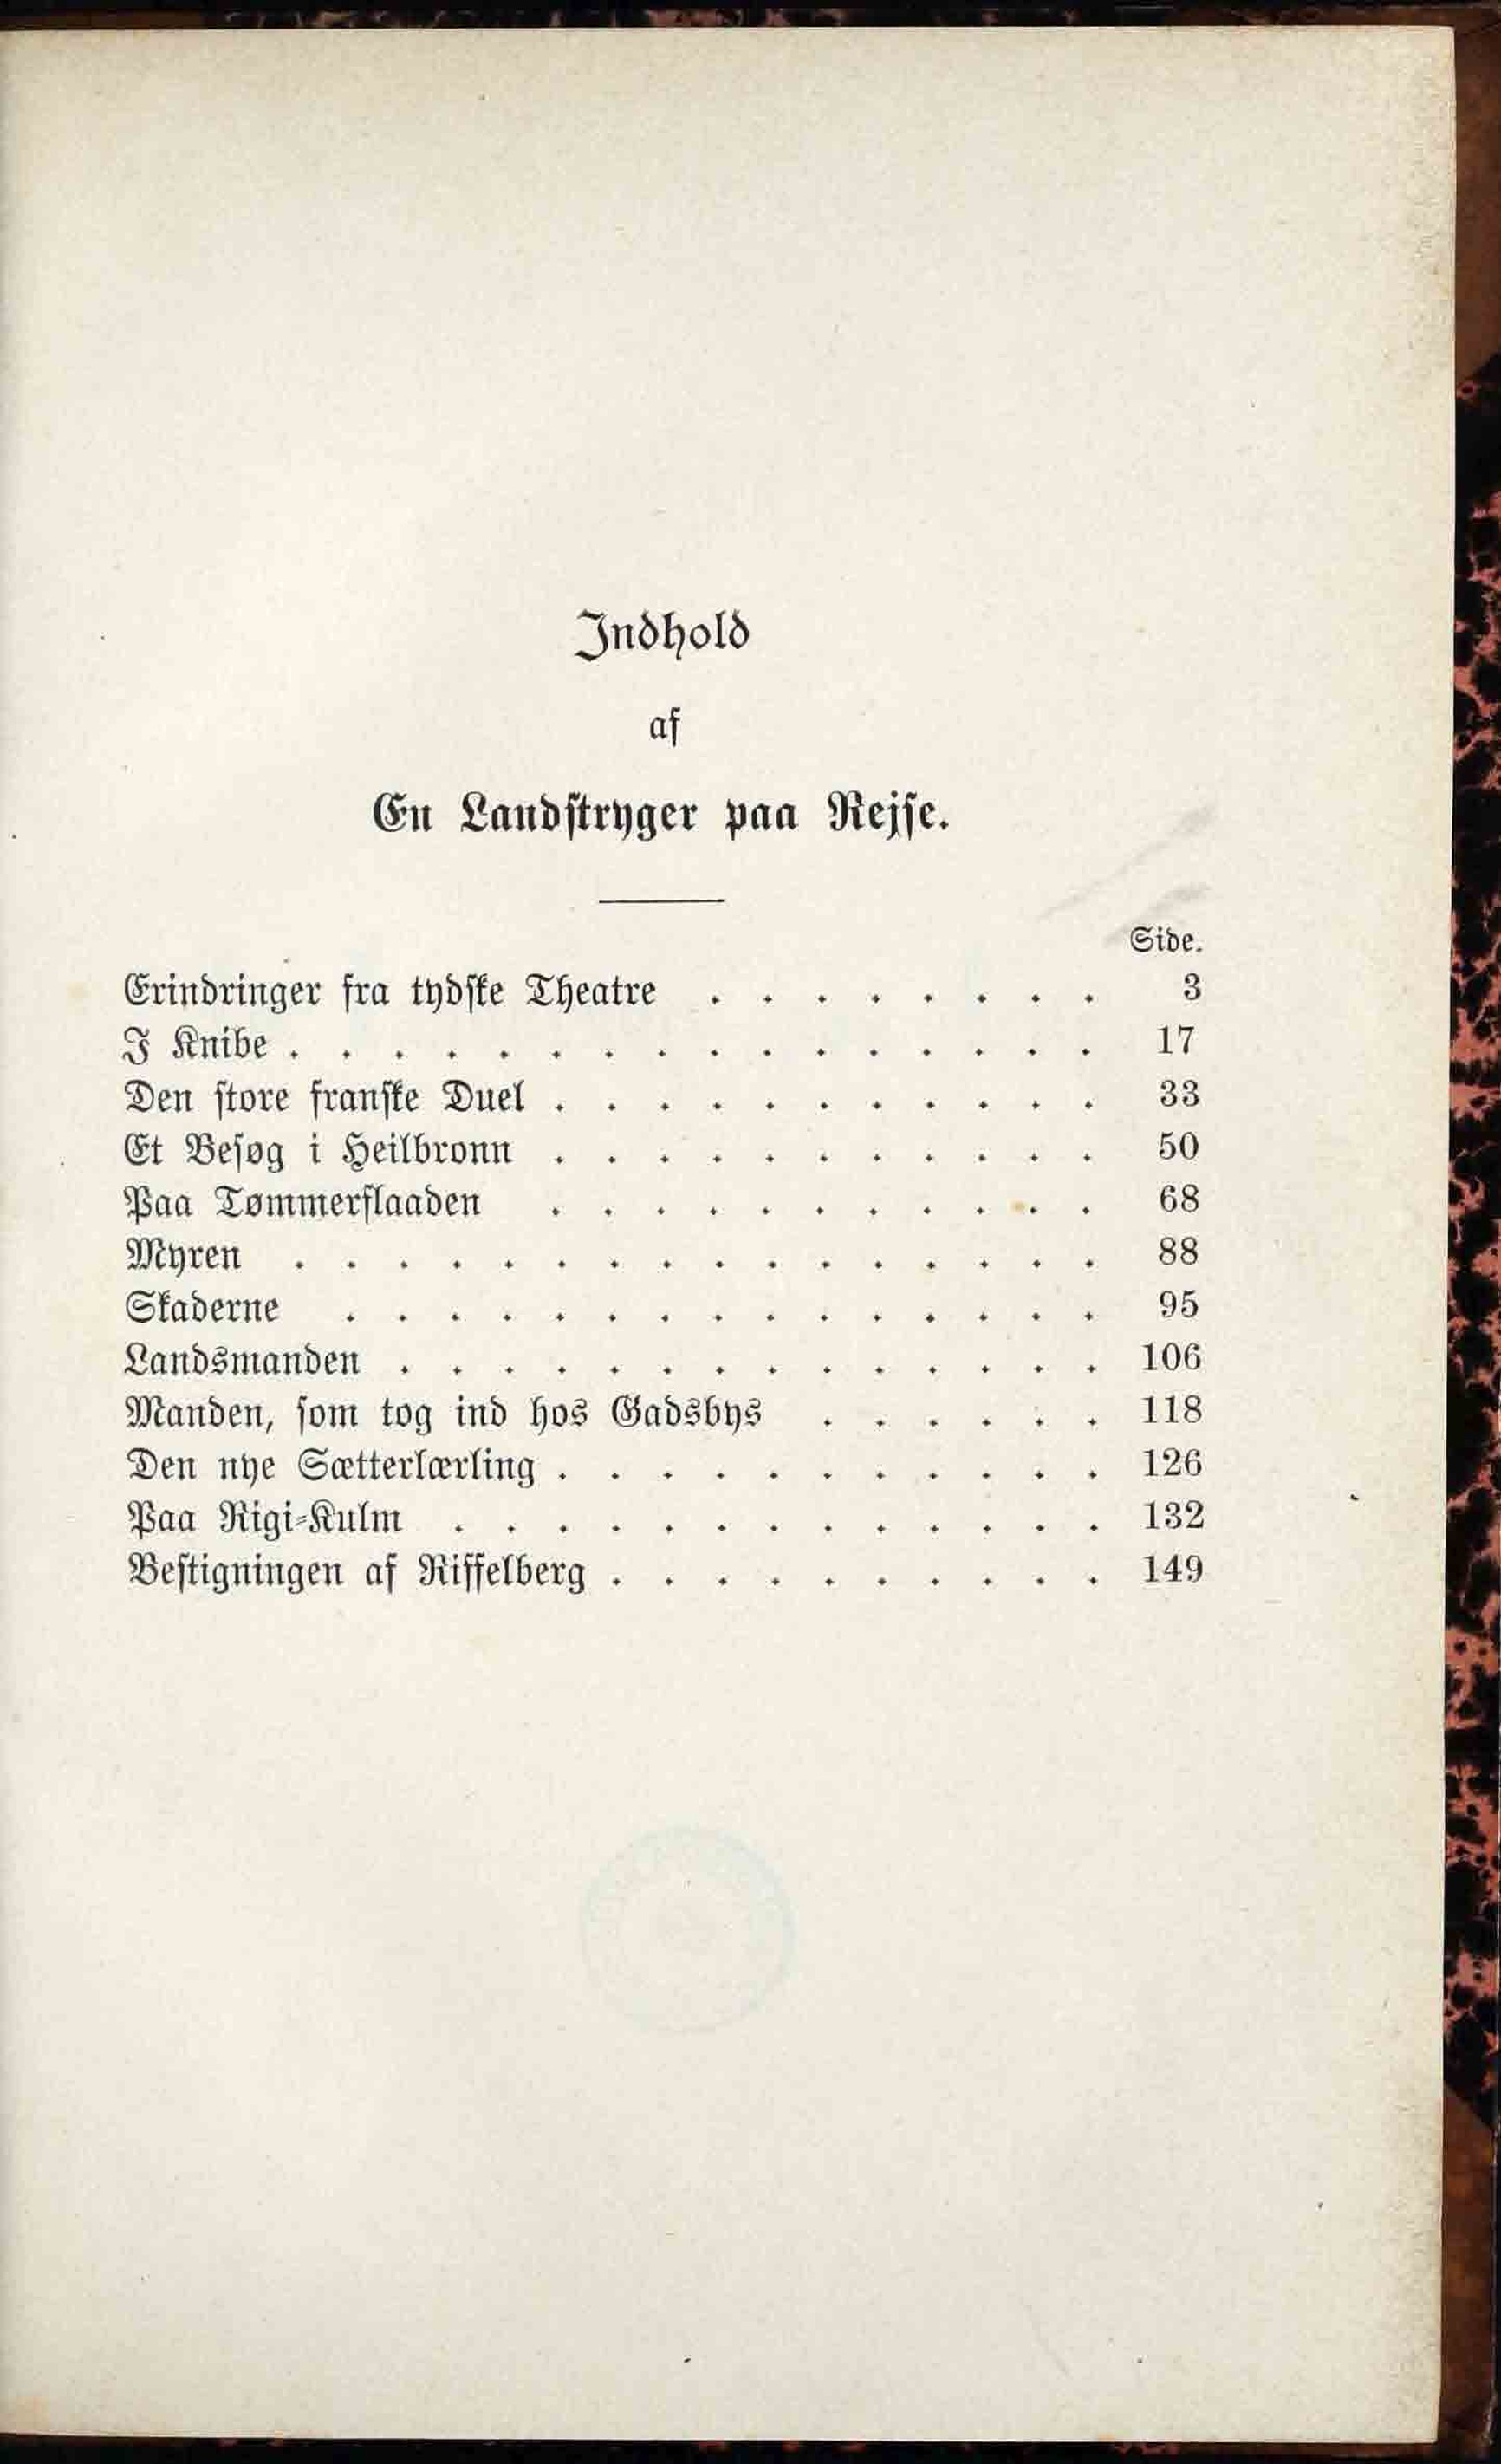 Indhold
af
En Landstryger paa Rejse.
Side.
Erindringer fra tydske Theatre . . . . . . . . 3
I Knibe . . . . . . . . . . . . . . . . 17
Den store franske Duel . . . . . . . . . . . 33
Et Besøg i Heilbronn . . . . . . . . . . . 50
Paa Tømmerflaaden . . . . . . . . . . . 68
Myren . . . . . . . . . . . . . . . . 88
Skaderne . . . . . . . . . . . . . . . 95
Landsmanden . . . . . . . . . . . . . . 106
Manden, som tog ind hos Gadsbys . . . . . . 118
Den nye Sætterlærling . . . . . . . . . . . 126
Paa Rigi-Kulm . . . . . . . . . . . . . 132
Bestigningen af Riffelberg . . . . . . . . . . 149